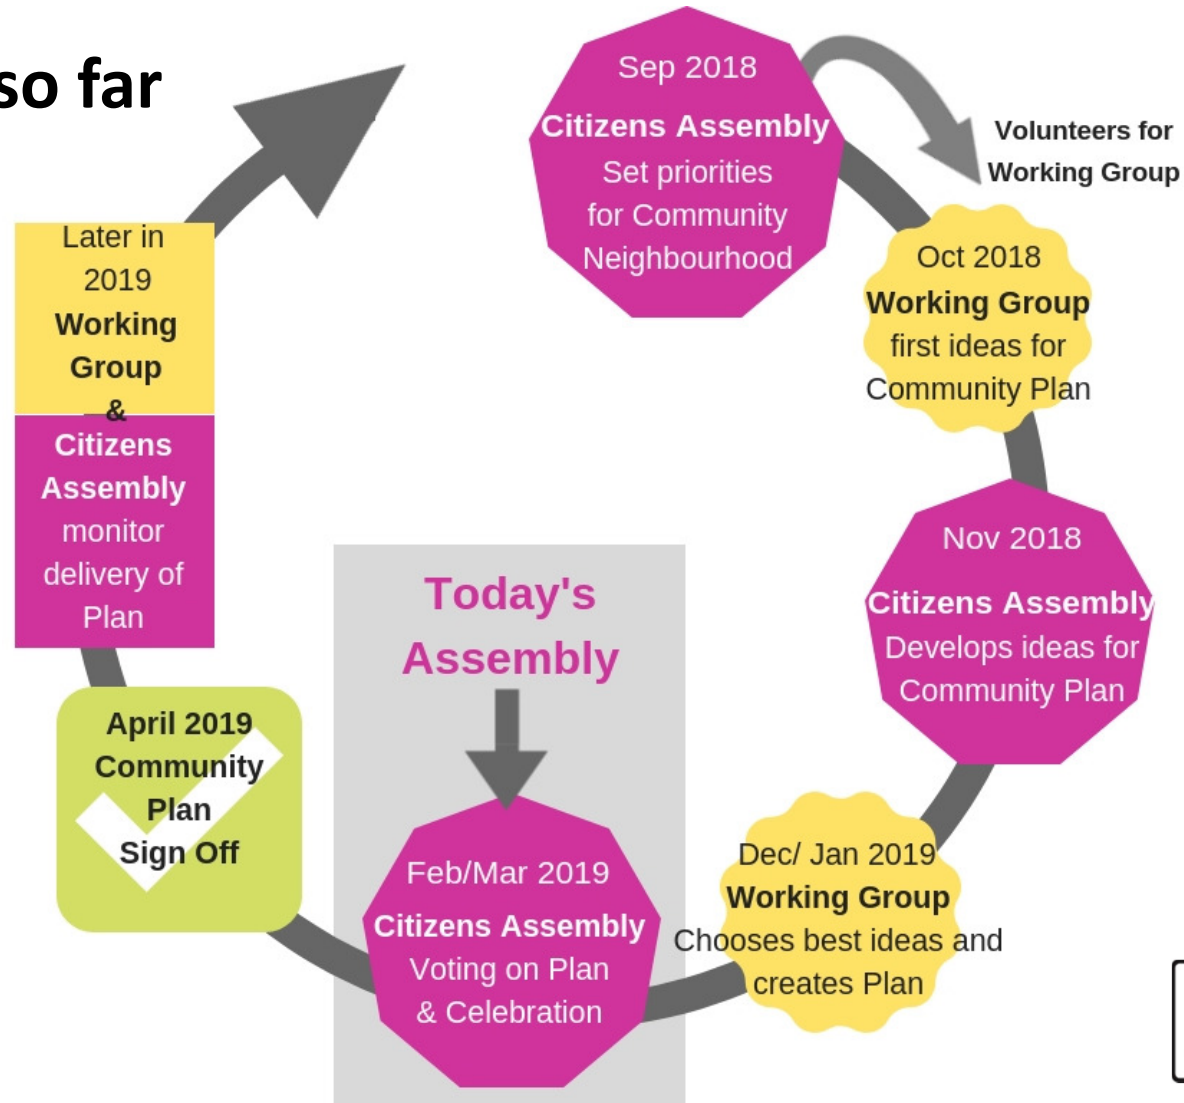 so far
Sep 2018
Citizens Assembly
Set priorities
for Community
Neighbourhood
Volunteers for
Working Group
Oct 2018
Working Group
first ideas for
Community Plan
Nov 2018
Citizens Assembly
Develops ideas for
Community Plan
Dec/ Jan 2019
Working Group
Chooses best ideas and
creates Plan
Today's
Assembly
Feb/Mar 2019
Citizens Assembly
Voting on Plan
& Celebration
April 2019
Community
Plan
Sign Off
Later in
2019
Working
Group
&
Citizens
Assembly
monitor
delivery of
Plan